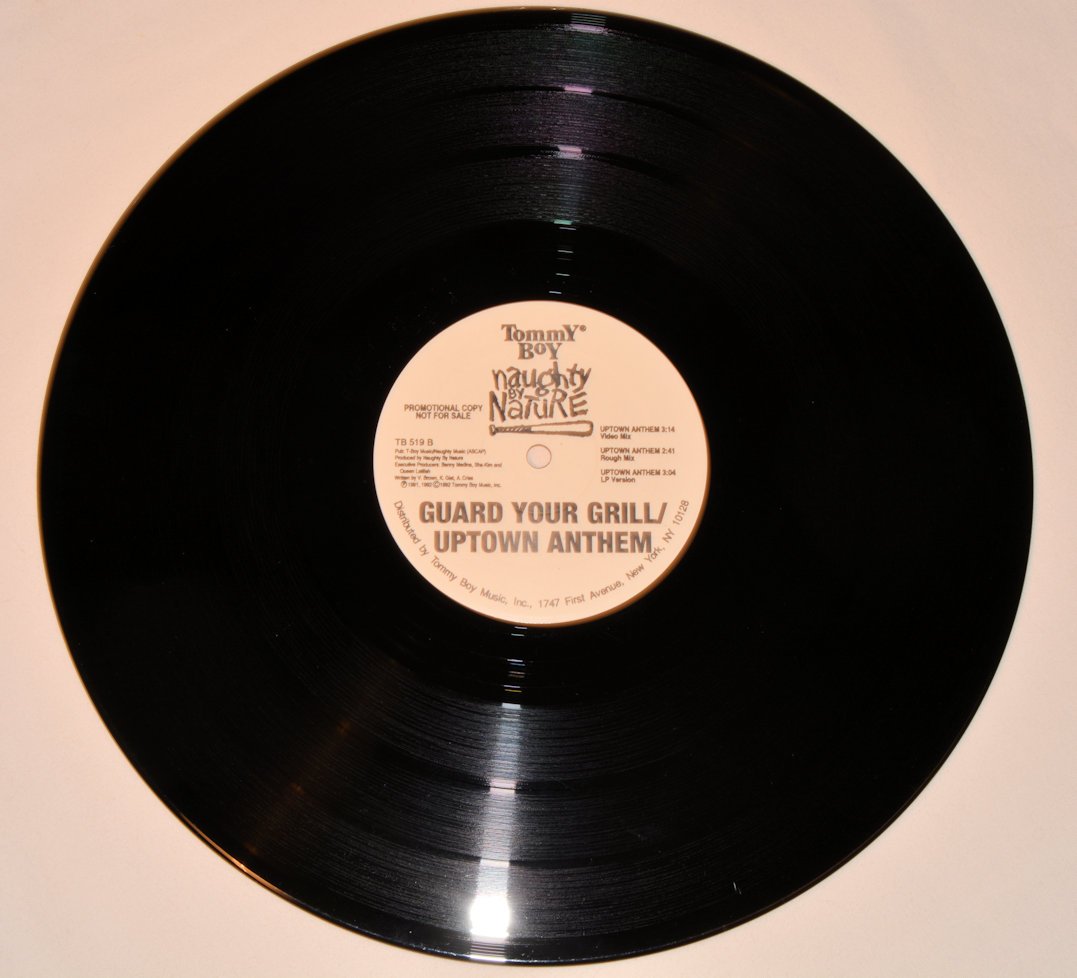 Tommy® 
Boy
naughty
BY
NATURE
PROMOTIONAL COPY
NOT FOR SALE
TB 519 B
Pub: T-Boy Music/Naughty Music (ASCAP)
Produced by Naughty By Nature
Executive Producers: Benny Medina, Sha-Kim and
Queen Latifah
Written by V. Brown, K. Gist, A. Criss
Ⓟ 1991, 1992 Ⓒ 1992 Tommy Boy Music, Inc.
UPTOWN ANTHEM 3:14
Video Mix
UPTOWN ANTHEM 2:41
Rough Mix
UPTOWN ANTHEM 3:04
LP Version
GUARD YOUR GRILL/
UPTOWN ANTHEM
Distributed by Tommy Boy Music, Inc., 1747 First Avenue, New York, NY 10128